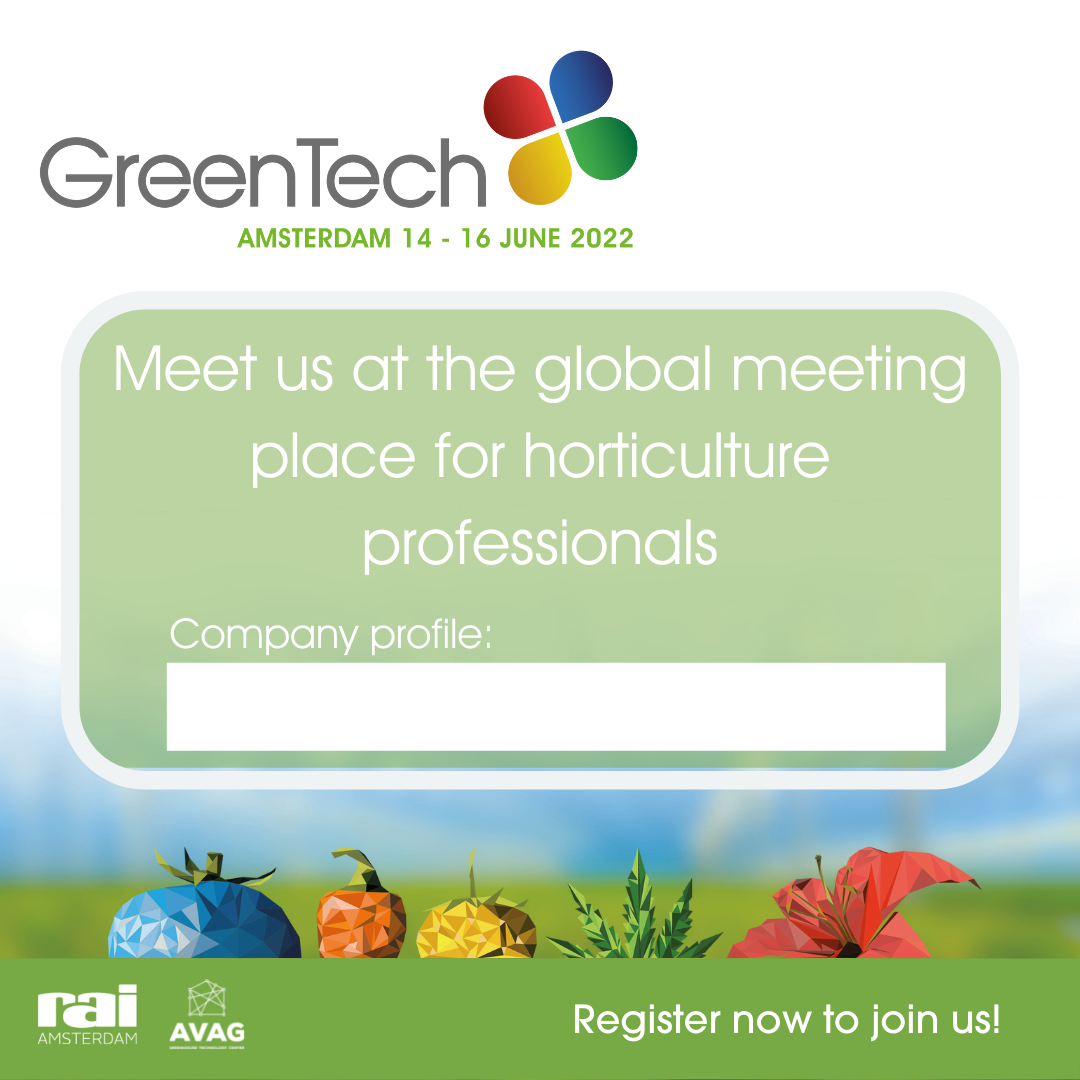 GreenTech
AMSTERDAM 14 - 16 JUNE 2022
Meet us at the global meeting
place for horticulture
professionals
Company profile:
rai
AMSTERDAM
AVAG
Register now to join us!